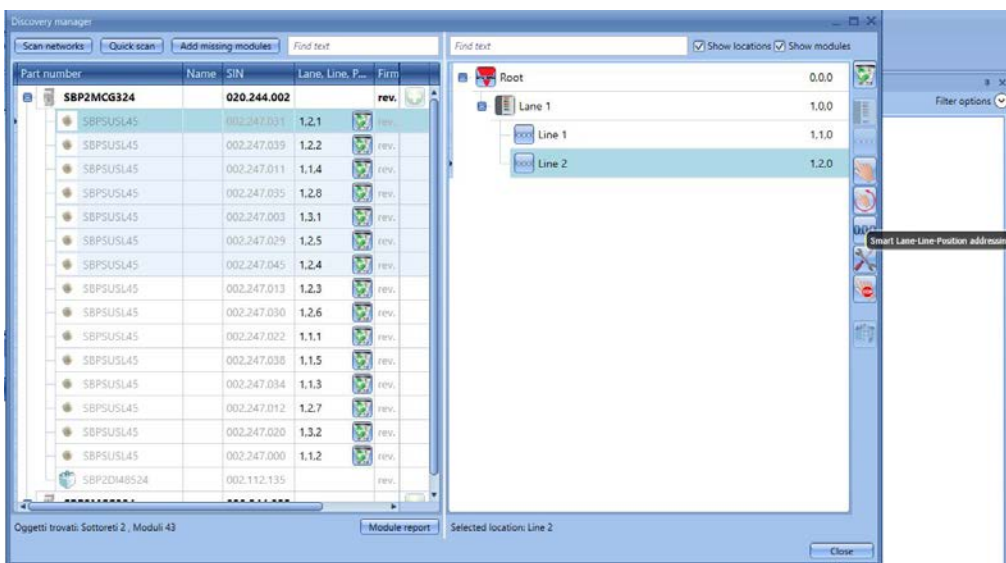 Discovery manager
Scan networks Quick scan Add missing modules Find text
Part number Name SIN Lane, Line, P... Firm
SBP2MCG324 020.244.002 rev.
SBPSUSL45 002.247.031 1,2,1 rev.
SBPSUSL45 002.247.039 1,2,2 rev.
SBPSUSL45 002.247.011 1,1,4 rev.
SBPSUSL45 002.247.035 1,2,8 rev.
SBPSUSL45 002.247.003 1,3,1 rev.
SBPSUSL45 002.247.029 1,2,5 rev.
SBPSUSL45 002.247.045 1,2,4 rev.
SBPSUSL45 002.247.013 1,2,3 rev.
SBPSUSL45 002.247.030 1,2,6 rev.
SBPSUSL45 002.247.022 1,1,1 rev.
SBPSUSL45 002.247.038 1,1,5 rev.
SBPSUSL45 002.247.034 1,1,3 rev.
SBPSUSL45 002.247.012 1,2,7 rev.
SBPSUSL45 002.247.020 1,3,2 rev.
SBPSUSL45 002.247.000 1,1,2 rev.
SBP2DI48524 002.112.135 rev.
Oggetti trovati: Sottoreti 2 , Moduli 43 Module report
Find text Show locations Show modules
Root 0.0.0
Lane 1 1,0,0
Line 1 1,1,0
Line 2 1,2,0
Smart Lane-Line-Position addressin
Selected location: Line 2
Close
Filter options